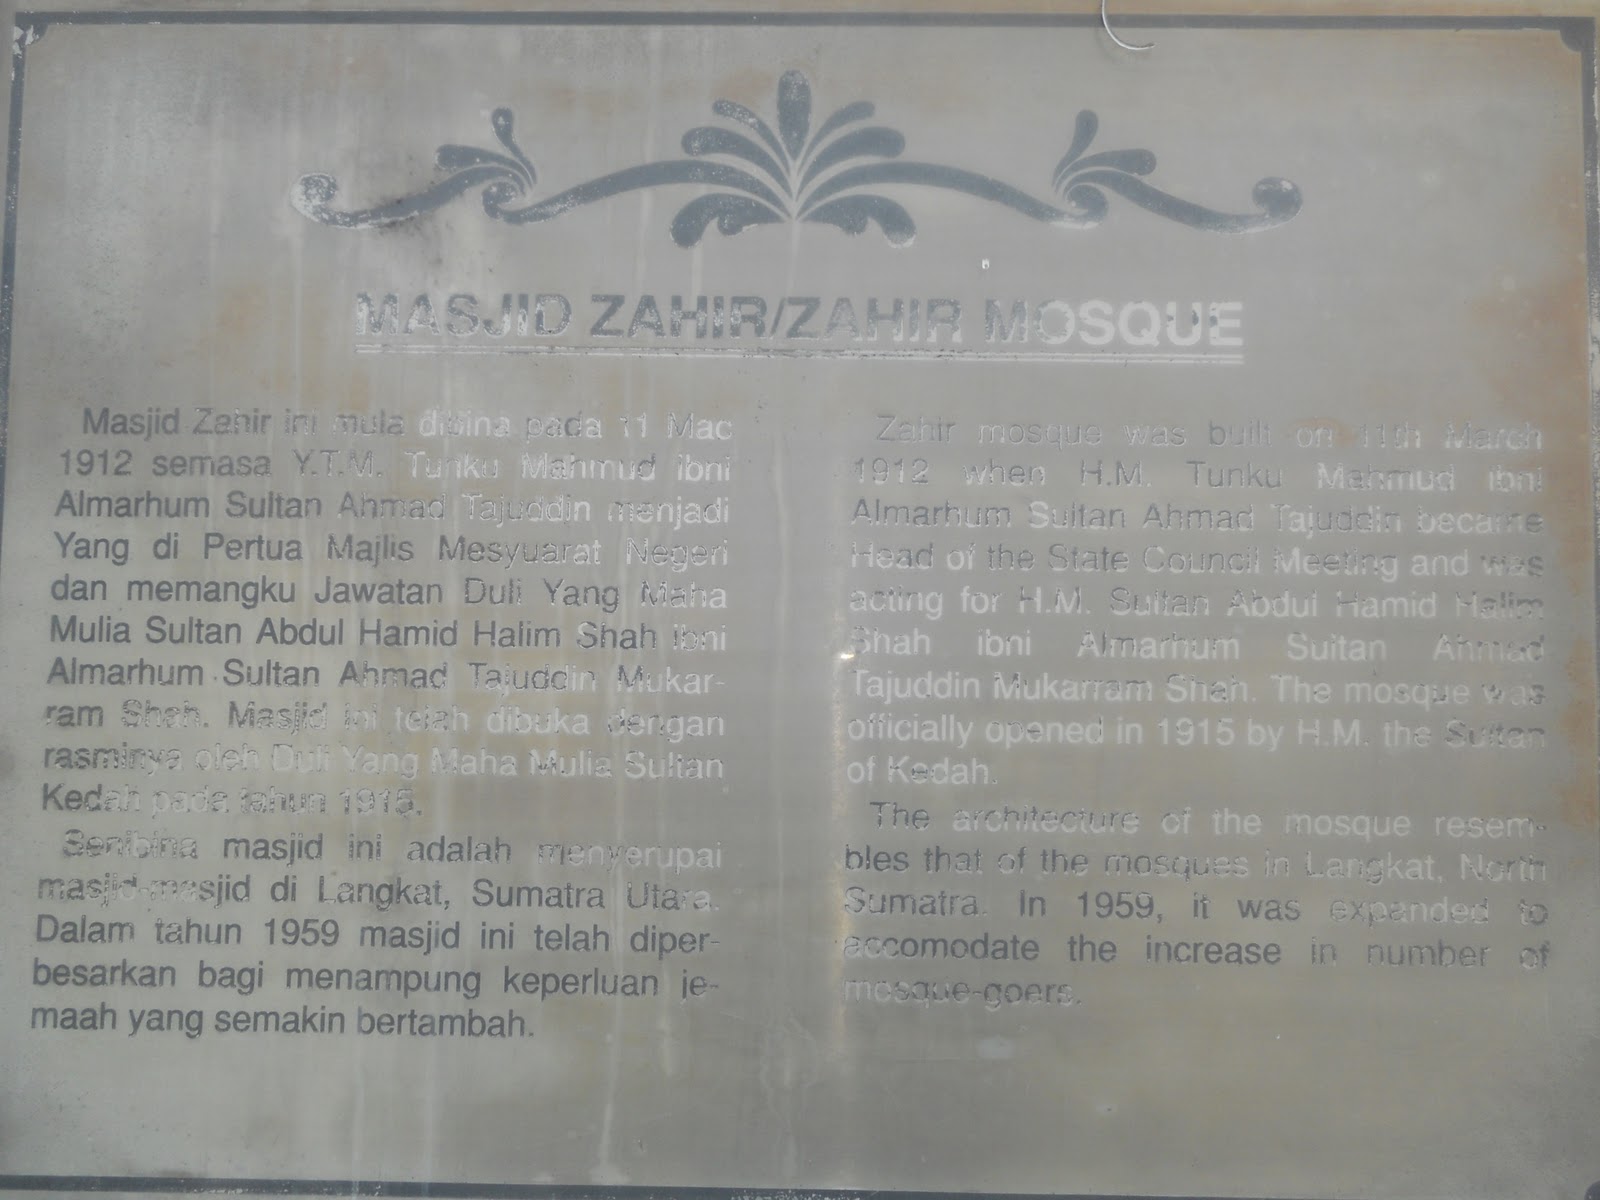 MASJID ZAHIR/ZAHIR MOSQUE
Masjid Zahir ini mula dibina pada 11 Mac
1912 semasa Y.T.M. Tunku Mahmud ibni
Almarhum Sultan Ahmad Tajuddin menjadi
Yang di Pertua Majlis Mesyuarat Negeri
dan memangku Jawatan Duli Yang Maha
Mulia Sultan Abdul Hamid Halim Shah ibni
Almarhum Sultan Ahmad Tajuddin Mukar-
ram Shah. Masjid ini telah dibuka dengan
rasminya oleh Duli Yang Maha Mulia Sultan
Kedah pada tahun 1915.
Senibina masjid ini adalah menyerupai
masjid-masjid di Langkat, Sumatra Utara.
Dalam tahun 1959 masjid ini telah diper-
besarkan bagi menampung keperluan je-
maah yang semakin bertambah.
Zahir mosque was built on 11th March
1912 when H.M. Tunku Mahmud ibni
Almarhum Sultan Ahmad Tajuddin became
Head of the State Council Meeting and was
acting for H.M. Sultan Abdul Hamid Halim
Shah ibni Almarhum Sultan Ahmad
Tajuddin Mukarram Shah. The mosque was
officially opened in 1915 by H.M. the Sultan
of Kedah.
The architecture of the mosque resem-
bles that of the mosques in Langkat, North
Sumatra. In 1959, it was expanded to
accomodate the increase in number of
mosque-goers.